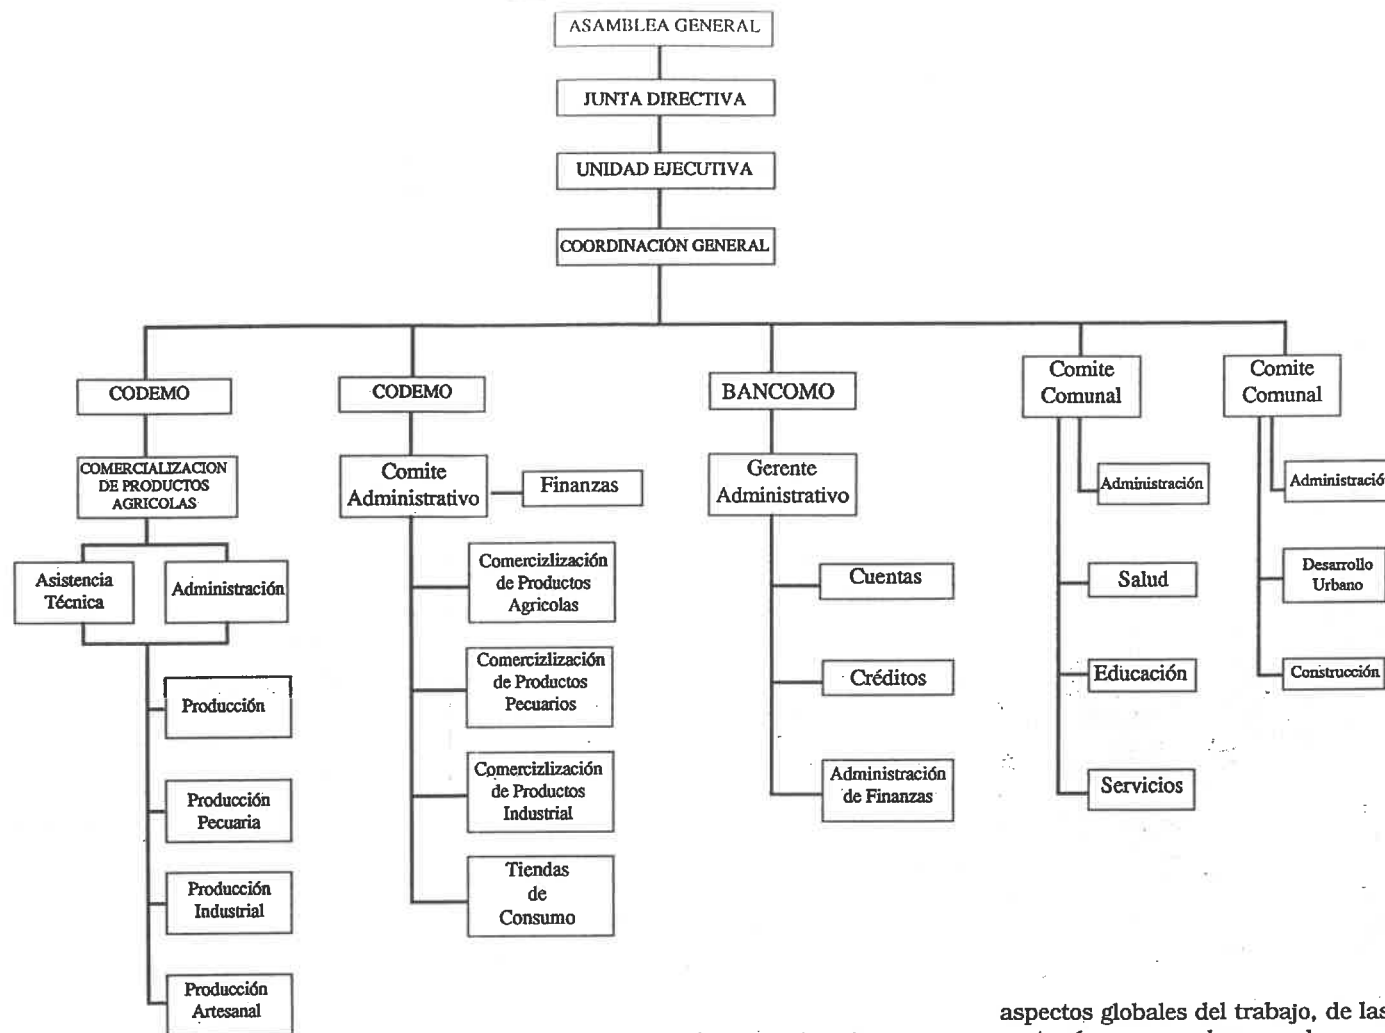 ASAMBLEA GENERAL
JUNTA DIRECTIVA
UNIDAD EJECUTIVA
COORDINACIÓN GENERAL
CODEMO
COMERCIALIZACION
DE PRODUCTOS
AGRICOLAS
Asistencia
Técnica
Administración
Producción
Producción
Pecuaria
Producción
Industrial
Producción
Artesanal
CODEMO
Comite
Administrativo
Finanzas
Comercizlización
de Productos
Agricolas
Comercizlización
de Productos
Pecuarios
Comercizlización
de Productos
Industrial
Tiendas
de
Consumo
BANCOMO
Gerente
Administrativo
Cuentas
Créditos
Administración
de Finanzas
Comite
Comunal
Administración
Salud
Educación
Servicios
Comite
Comunal
Administració
Desarrollo
Urbano
Construcción
aspectos globales del trabajo, de las